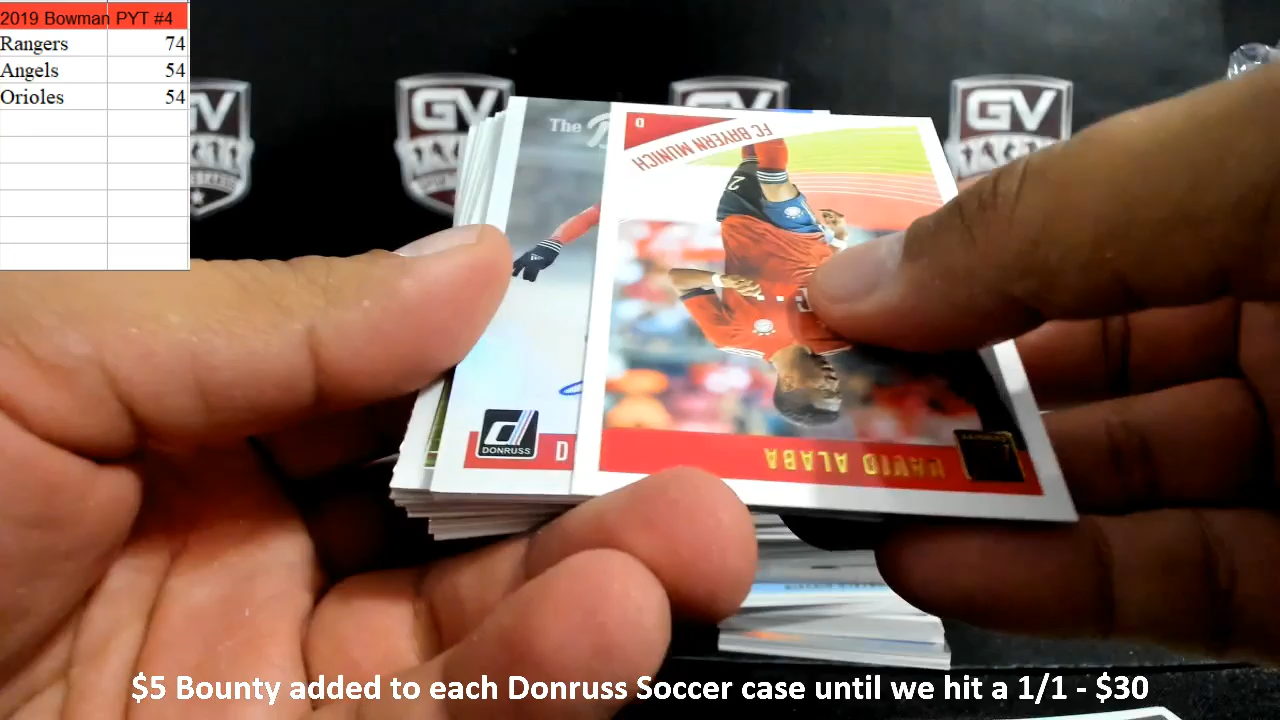 2019 Bowman PYT #4
Rangers 74
Angels 54
Orioles 54
GV
GV
GV
The
FC BAYERN MUNICH
D
DONRUSS
D
DAVID ALABA
$5 Bounty added to each Donruss Soccer case until we hit a 1/1 - $30